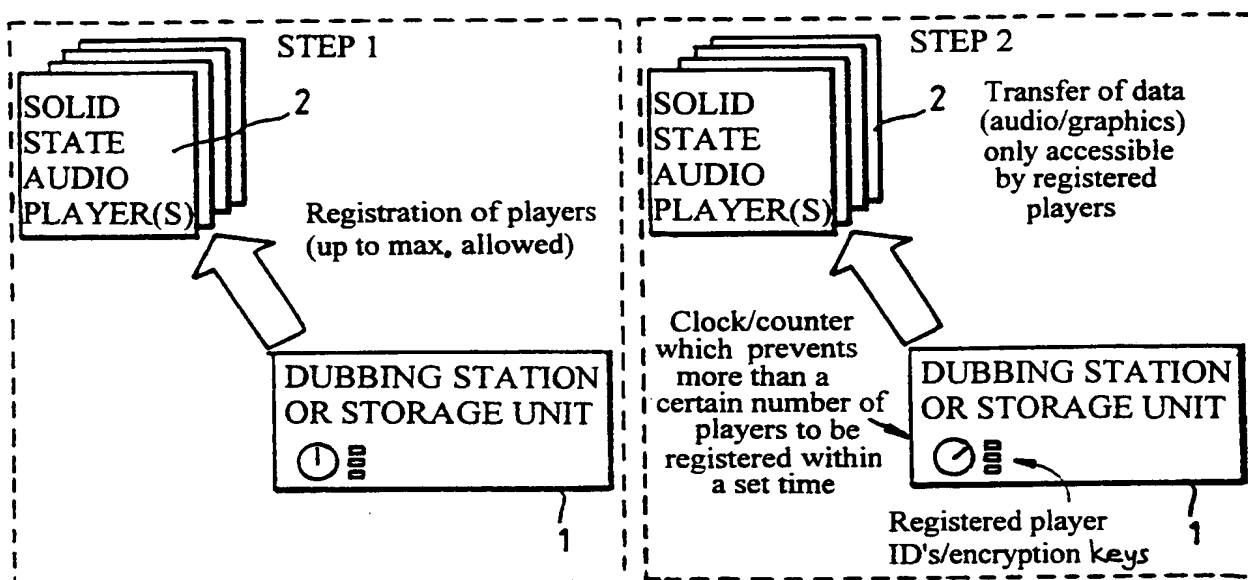 STEP 1
SOLID
STATE
AUDIO
PLAYER(S)
2
Registration of players
(up to max. allowed)
DUBBING STATION
OR STORAGE UNIT
1
STEP 2
SOLID
STATE
AUDIO
PLAYER(S)
2
Transfer of data
(audio/graphics)
only accessible
by registered
players
Clock/counter
which prevents
more than a
certain number of
players to be
registered within
a set time
DUBBING STATION
OR STORAGE UNIT
1
Registered player
ID's/encryption keys